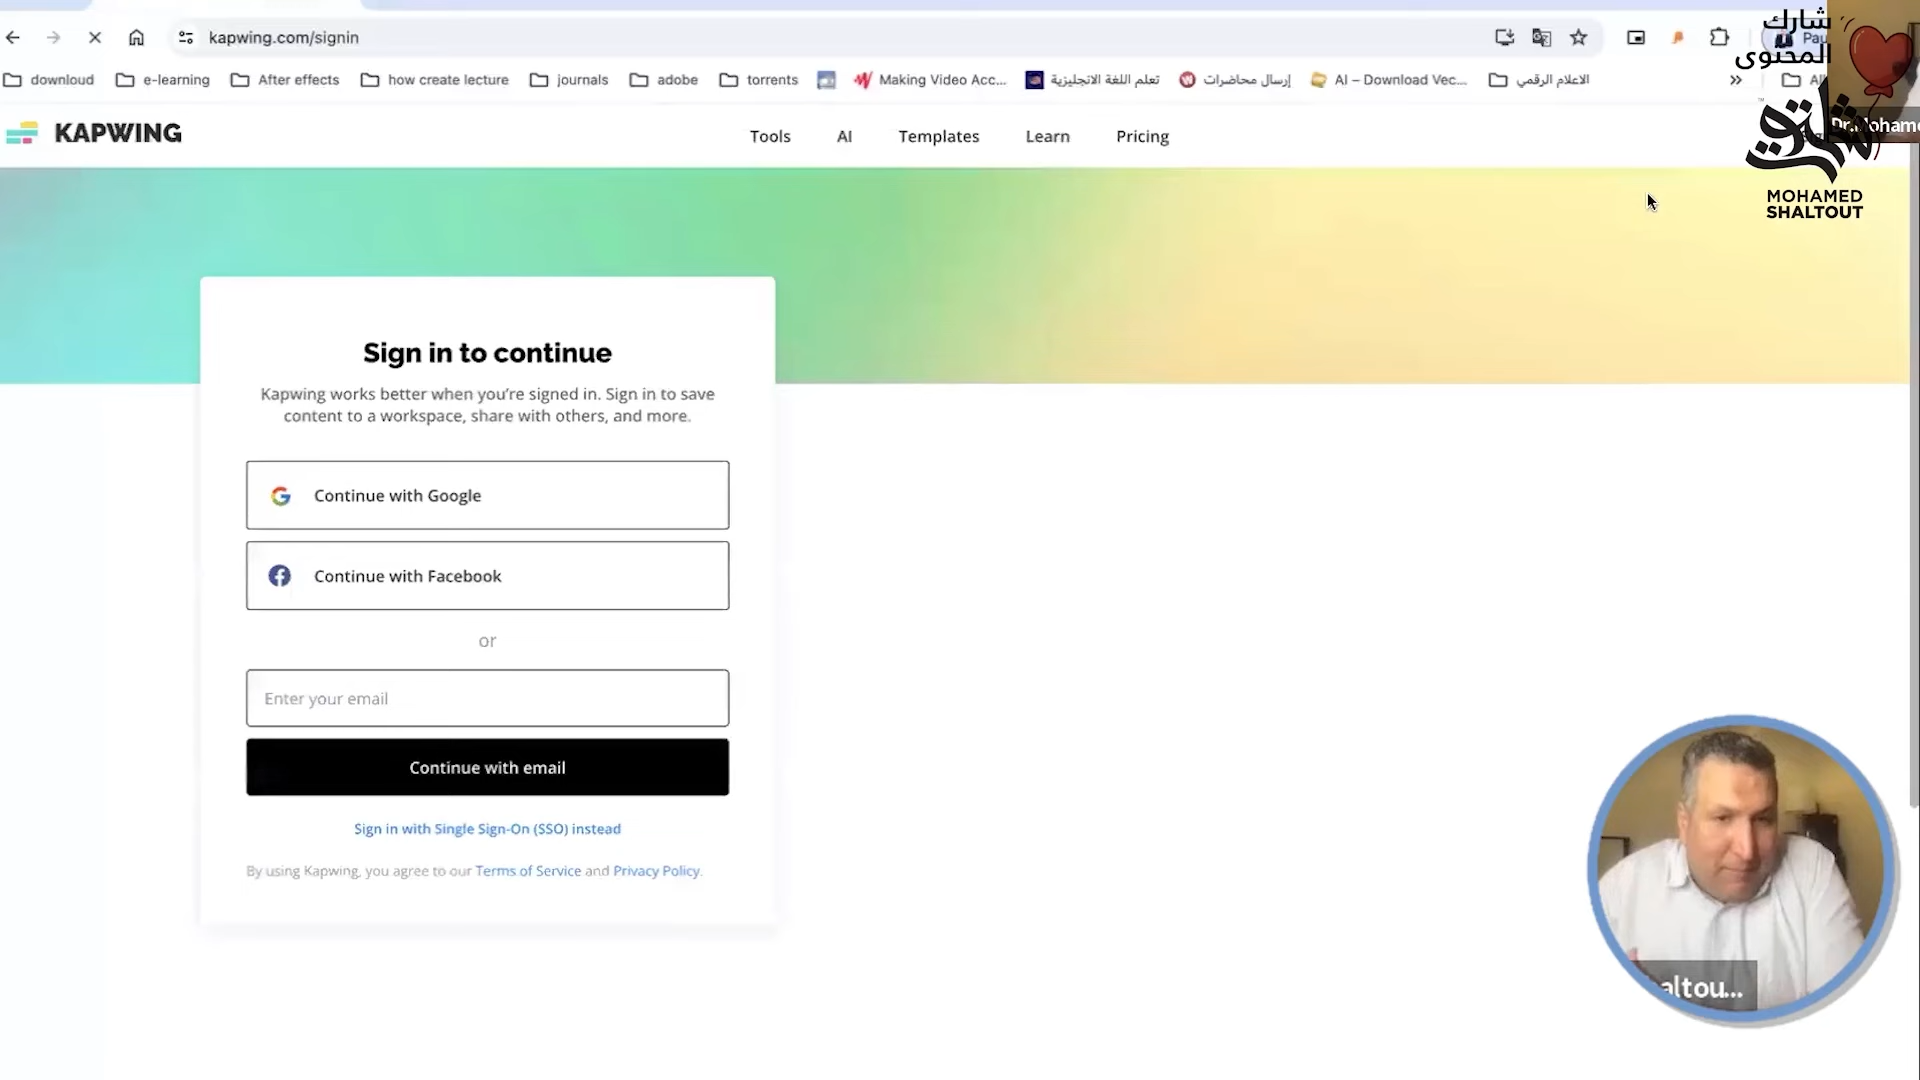 kapwing.com/signin
شارك
المحتوى
Pau
downloud
e-learning
After effects
how create lecture
journals
adobe
torrents
Making Video Acc...
تعلم اللغة الانجليزية
إرسال محاضرات
AI – Download Vec...
الاعلام الرقمي
»
KAPWING
Tools
AI
Templates
Learn
Pricing
شلتوت
MOHAMED
SHALTOUT
Sign in to continue
Kapwing works better when you’re signed in. Sign in to save
content to a workspace, share with others, and more.
Continue with Google
Continue with Facebook
or
Enter your email
Continue with email
Sign in with Single Sign-On (SSO) instead
By using Kapwing, you agree to our Terms of Service and Privacy Policy.
altou...